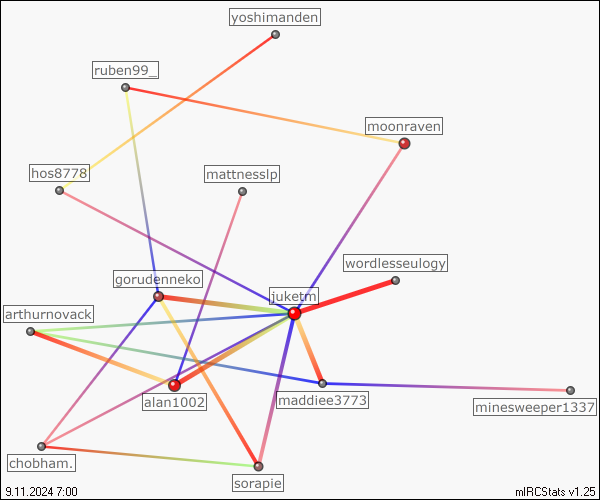 yoshimanden
ruben99_
moonraven
hos8778
mattnesslp
wordlesseulogy
gorudenneko
juketm
arthurnovack
alan1002
maddiee3773
minesweeper1337
chobham.
sorapie
9.11.2024 7:00
mIRCStats v1.25